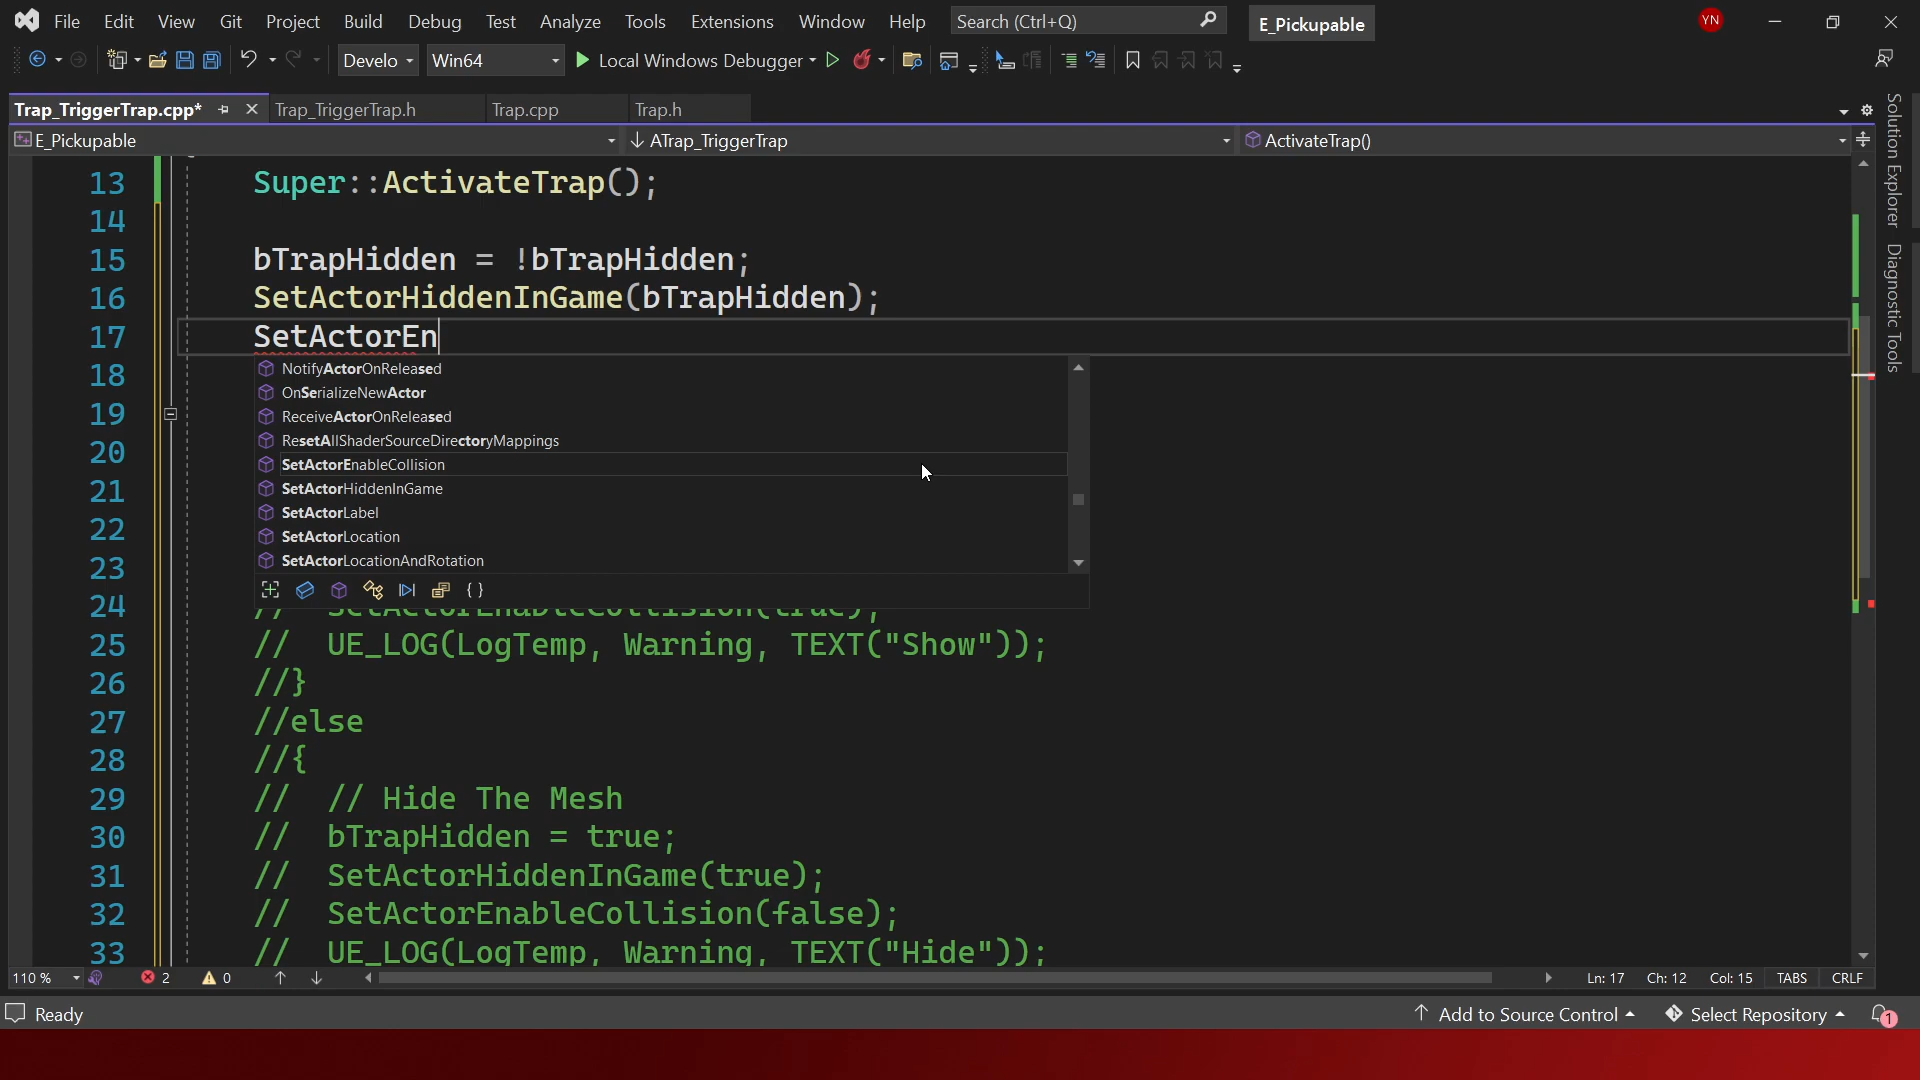 File Edit View Git Project Build Debug Test Analyze Tools Extensions Window Help Search (Ctrl+Q) E_Pickupable YN
Develo Win64 Local Windows Debugger
Trap_TriggerTrap.cpp* Trap_TriggerTrap.h Trap.cpp Trap.h
E_Pickupable ATrap_TriggerTrap ActivateTrap()
Solution Explorer
Diagnostic Tools
13 Super::ActivateTrap();
14
15 bTrapHidden = !bTrapHidden;
16 SetActorHiddenInGame(bTrapHidden);
17 SetActorEn
18 NotifyActorOnReleased
OnSerializeNewActor
19 ReceiveActorOnReleased
20 ResetAllShaderSourceDirectoryMappings
SetActorEnableCollision
21 SetActorHiddenInGame
22 SetActorLabel
SetActorLocation
23 SetActorLocationAndRotation
24 // SetActorEnableCollision(true);
25 // UE_LOG(LogTemp, Warning, TEXT("Show"));
26 //}
27 //else
28 //{
29 // // Hide The Mesh
30 // bTrapHidden = true;
31 // SetActorHiddenInGame(true);
32 // SetActorEnableCollision(false);
33 // UE_LOG(LogTemp, Warning, TEXT("Hide"));
110 % 2 0 Ln: 17 Ch: 12 Col: 15 TABS CRLF
Ready Add to Source Control Select Repository 1